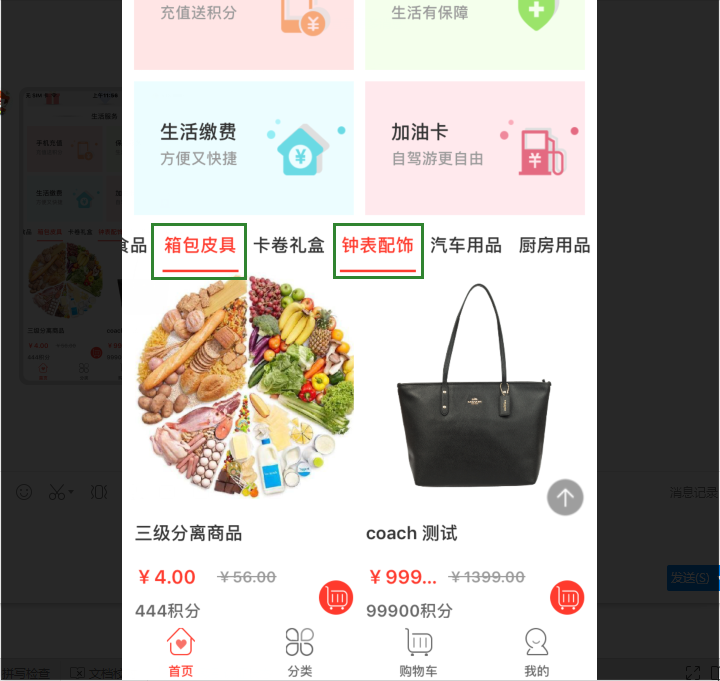 充值送积分
生活有保障
生活缴费
方便又快捷
加油卡
自驾游更自由
食品 箱包皮具 卡卷礼盒 钟表配饰 汽车用品 厨房用品
三级分离商品
coach 测试
￥4.00 ￥56.00
￥999... ￥1399.00
444积分
99900积分
首页 分类 购物车 我的
消息记录
发送(S)
拼写检查